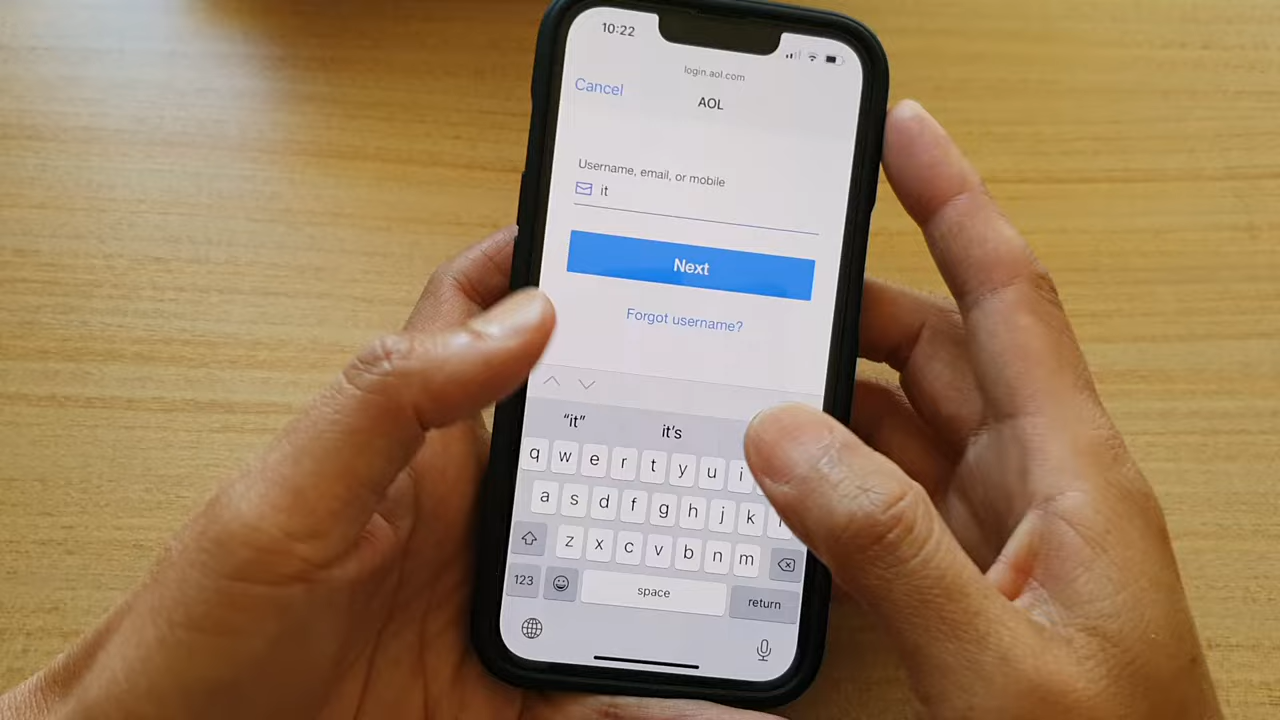 10:22
login.aol.com
Cancel
AOL
Username, email, or mobile
it
Next
Forgot username?
“it” it's
q w e r t y u i
a s d f g h j k
z x c v b n m
123 space return